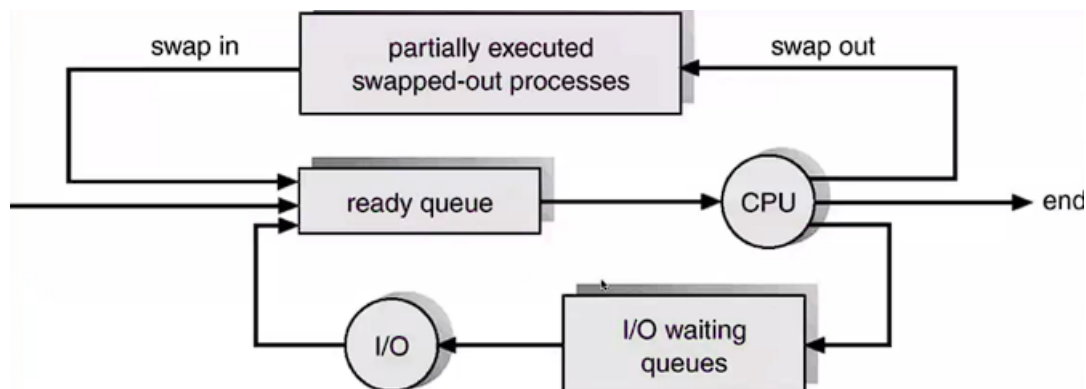 swap in
partially executed
swapped-out processes
swap out
ready queue
CPU
end
I/O
I/O waiting
queues